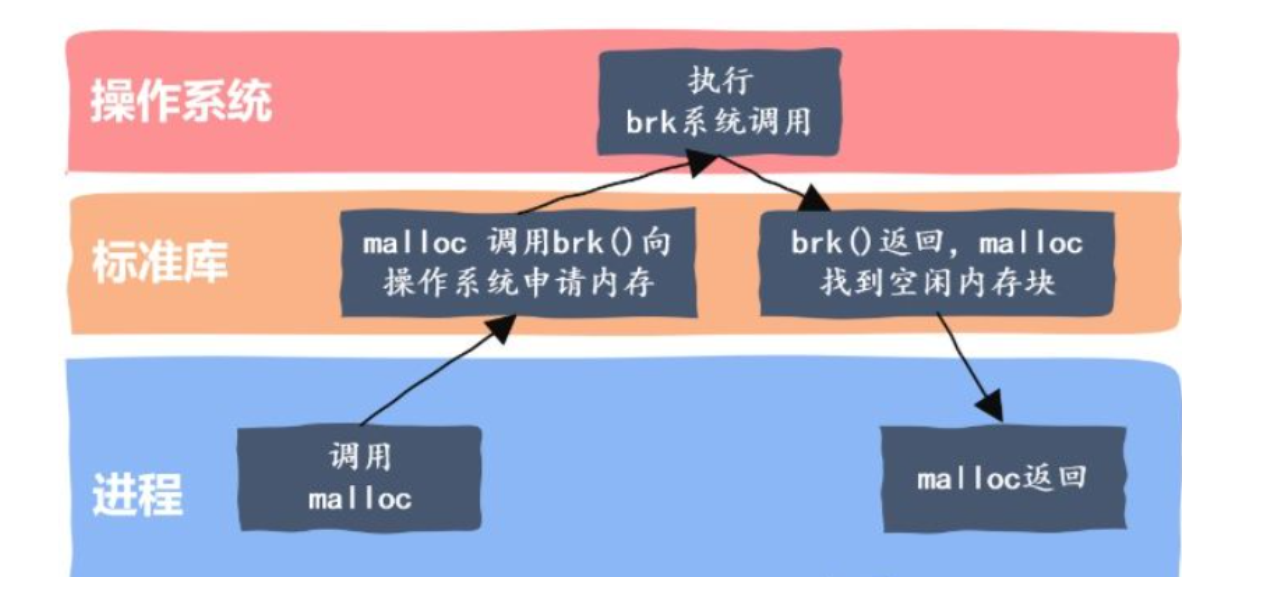 操作系统
执行
brk系统调用
标准库
malloc 调用brk()向
操作系统申请内存
brk()返回, malloc
找到空闲内存块
进程
调用
malloc
malloc返回